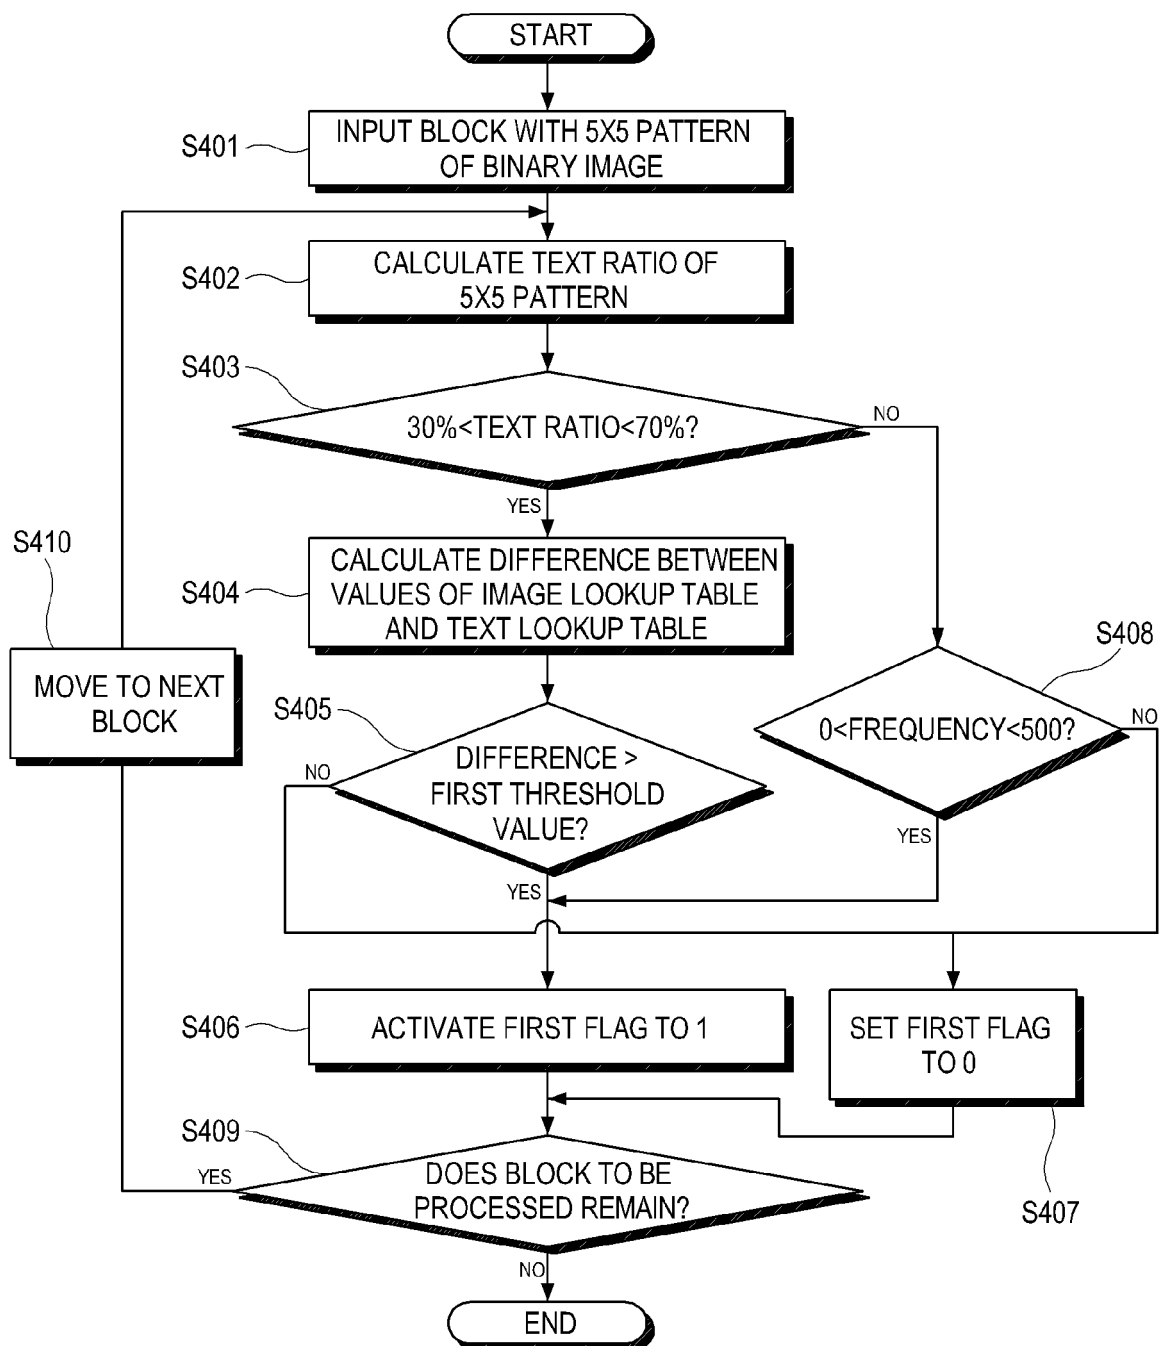 START
S401
INPUT BLOCK WITH 5X5 PATTERN
OF BINARY IMAGE
S402
CALCULATE TEXT RATIO OF
5X5 PATTERN
S403
30%<TEXT RATIO<70%?
NO
YES
S410
MOVE TO NEXT
BLOCK
S404
CALCULATE DIFFERENCE BETWEEN
VALUES OF IMAGE LOOKUP TABLE
AND TEXT LOOKUP TABLE
S408
0<FREQUENCY<500?
NO
YES
S405
DIFFERENCE >
FIRST THRESHOLD
VALUE?
NO
YES
S406
ACTIVATE FIRST FLAG TO 1
SET FIRST FLAG
TO 0
S407
S409
DOES BLOCK TO BE
PROCESSED REMAIN?
YES
NO
END